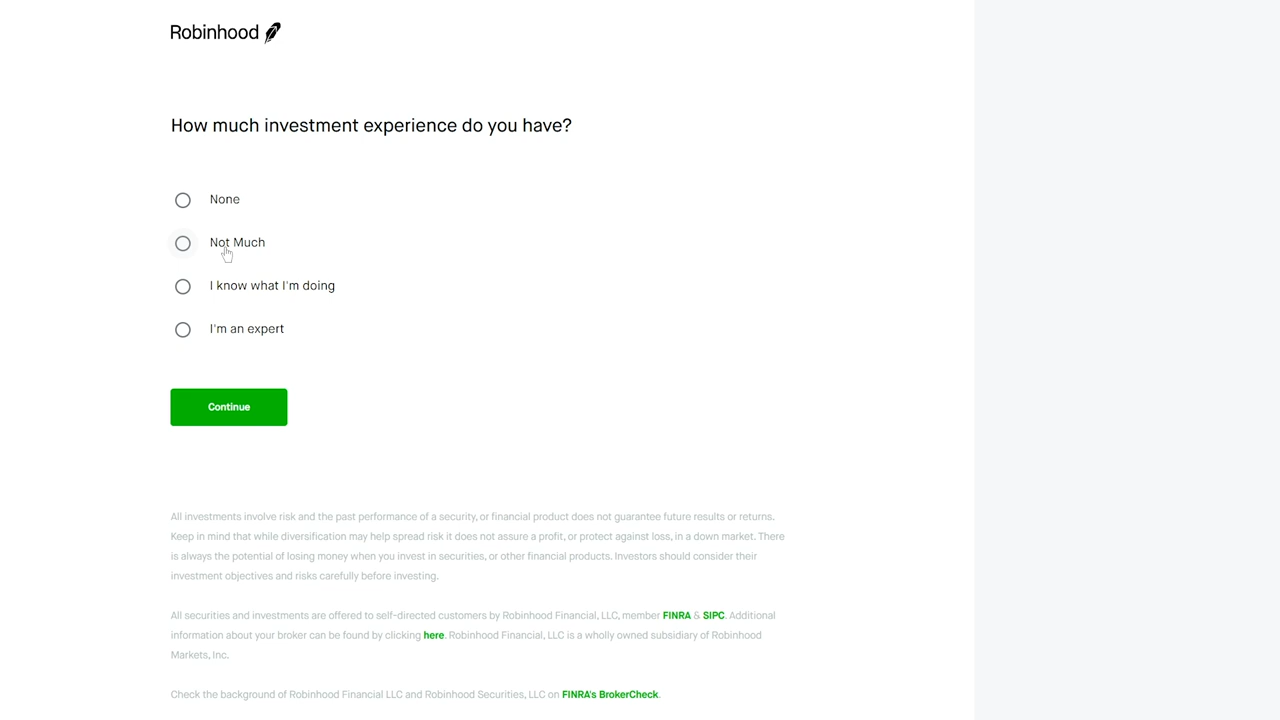 Robinhood
How much investment experience do you have?
None
Not Much
I know what I'm doing
I'm an expert
Continue
All investments involve risk and the past performance of a security, or financial product does not guarantee future results or returns.
Keep in mind that while diversification may help spread risk it does not assure a profit, or protect against loss, in a down market. There
is always the potential of losing money when you invest in securities, or other financial products. Investors should consider their
investment objectives and risks carefully before investing.
All securities and investments are offered to self-directed customers by Robinhood Financial, LLC, member FINRA & SIPC. Additional
information about your broker can be found by clicking here. Robinhood Financial, LLC is a wholly owned subsidiary of Robinhood
Markets, Inc.
Check the background of Robinhood Financial LLC and Robinhood Securities, LLC on FINRA's BrokerCheck.